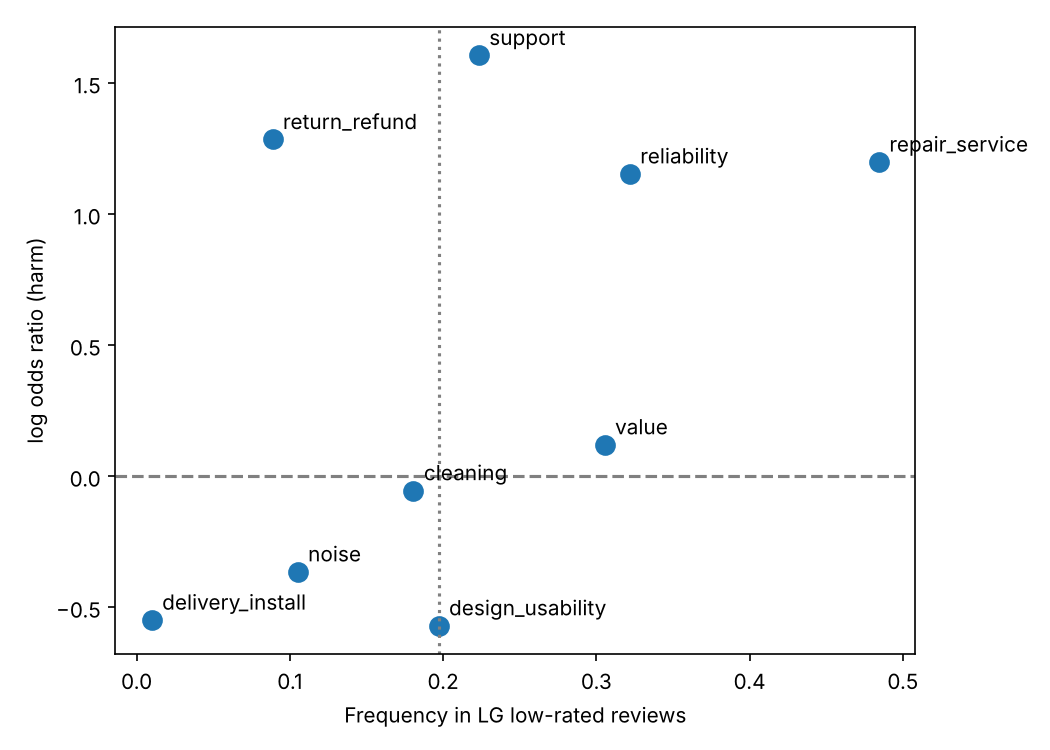 support
1.5
return_refund
reliability
repair_service
1.0
log odds ratio (harm)
0.5
value
0.0
cleaning
noise
delivery_install
−0.5
design_usability
0.0 0.1 0.2 0.3 0.4 0.5
Frequency in LG low-rated reviews